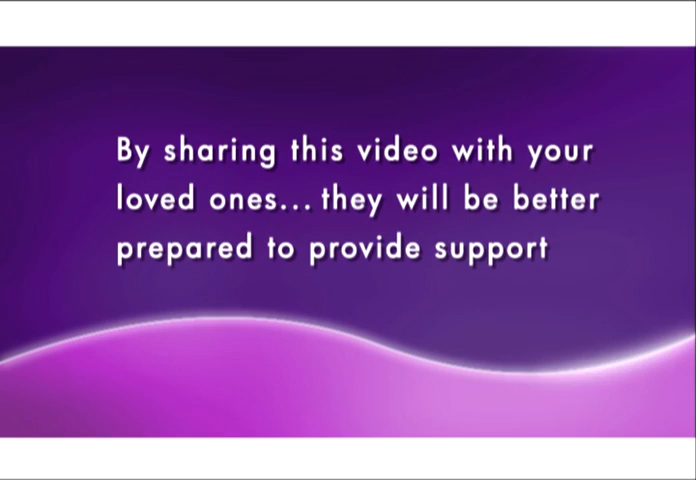 By sharing this video with your
loved ones... they will be better
prepared to provide support